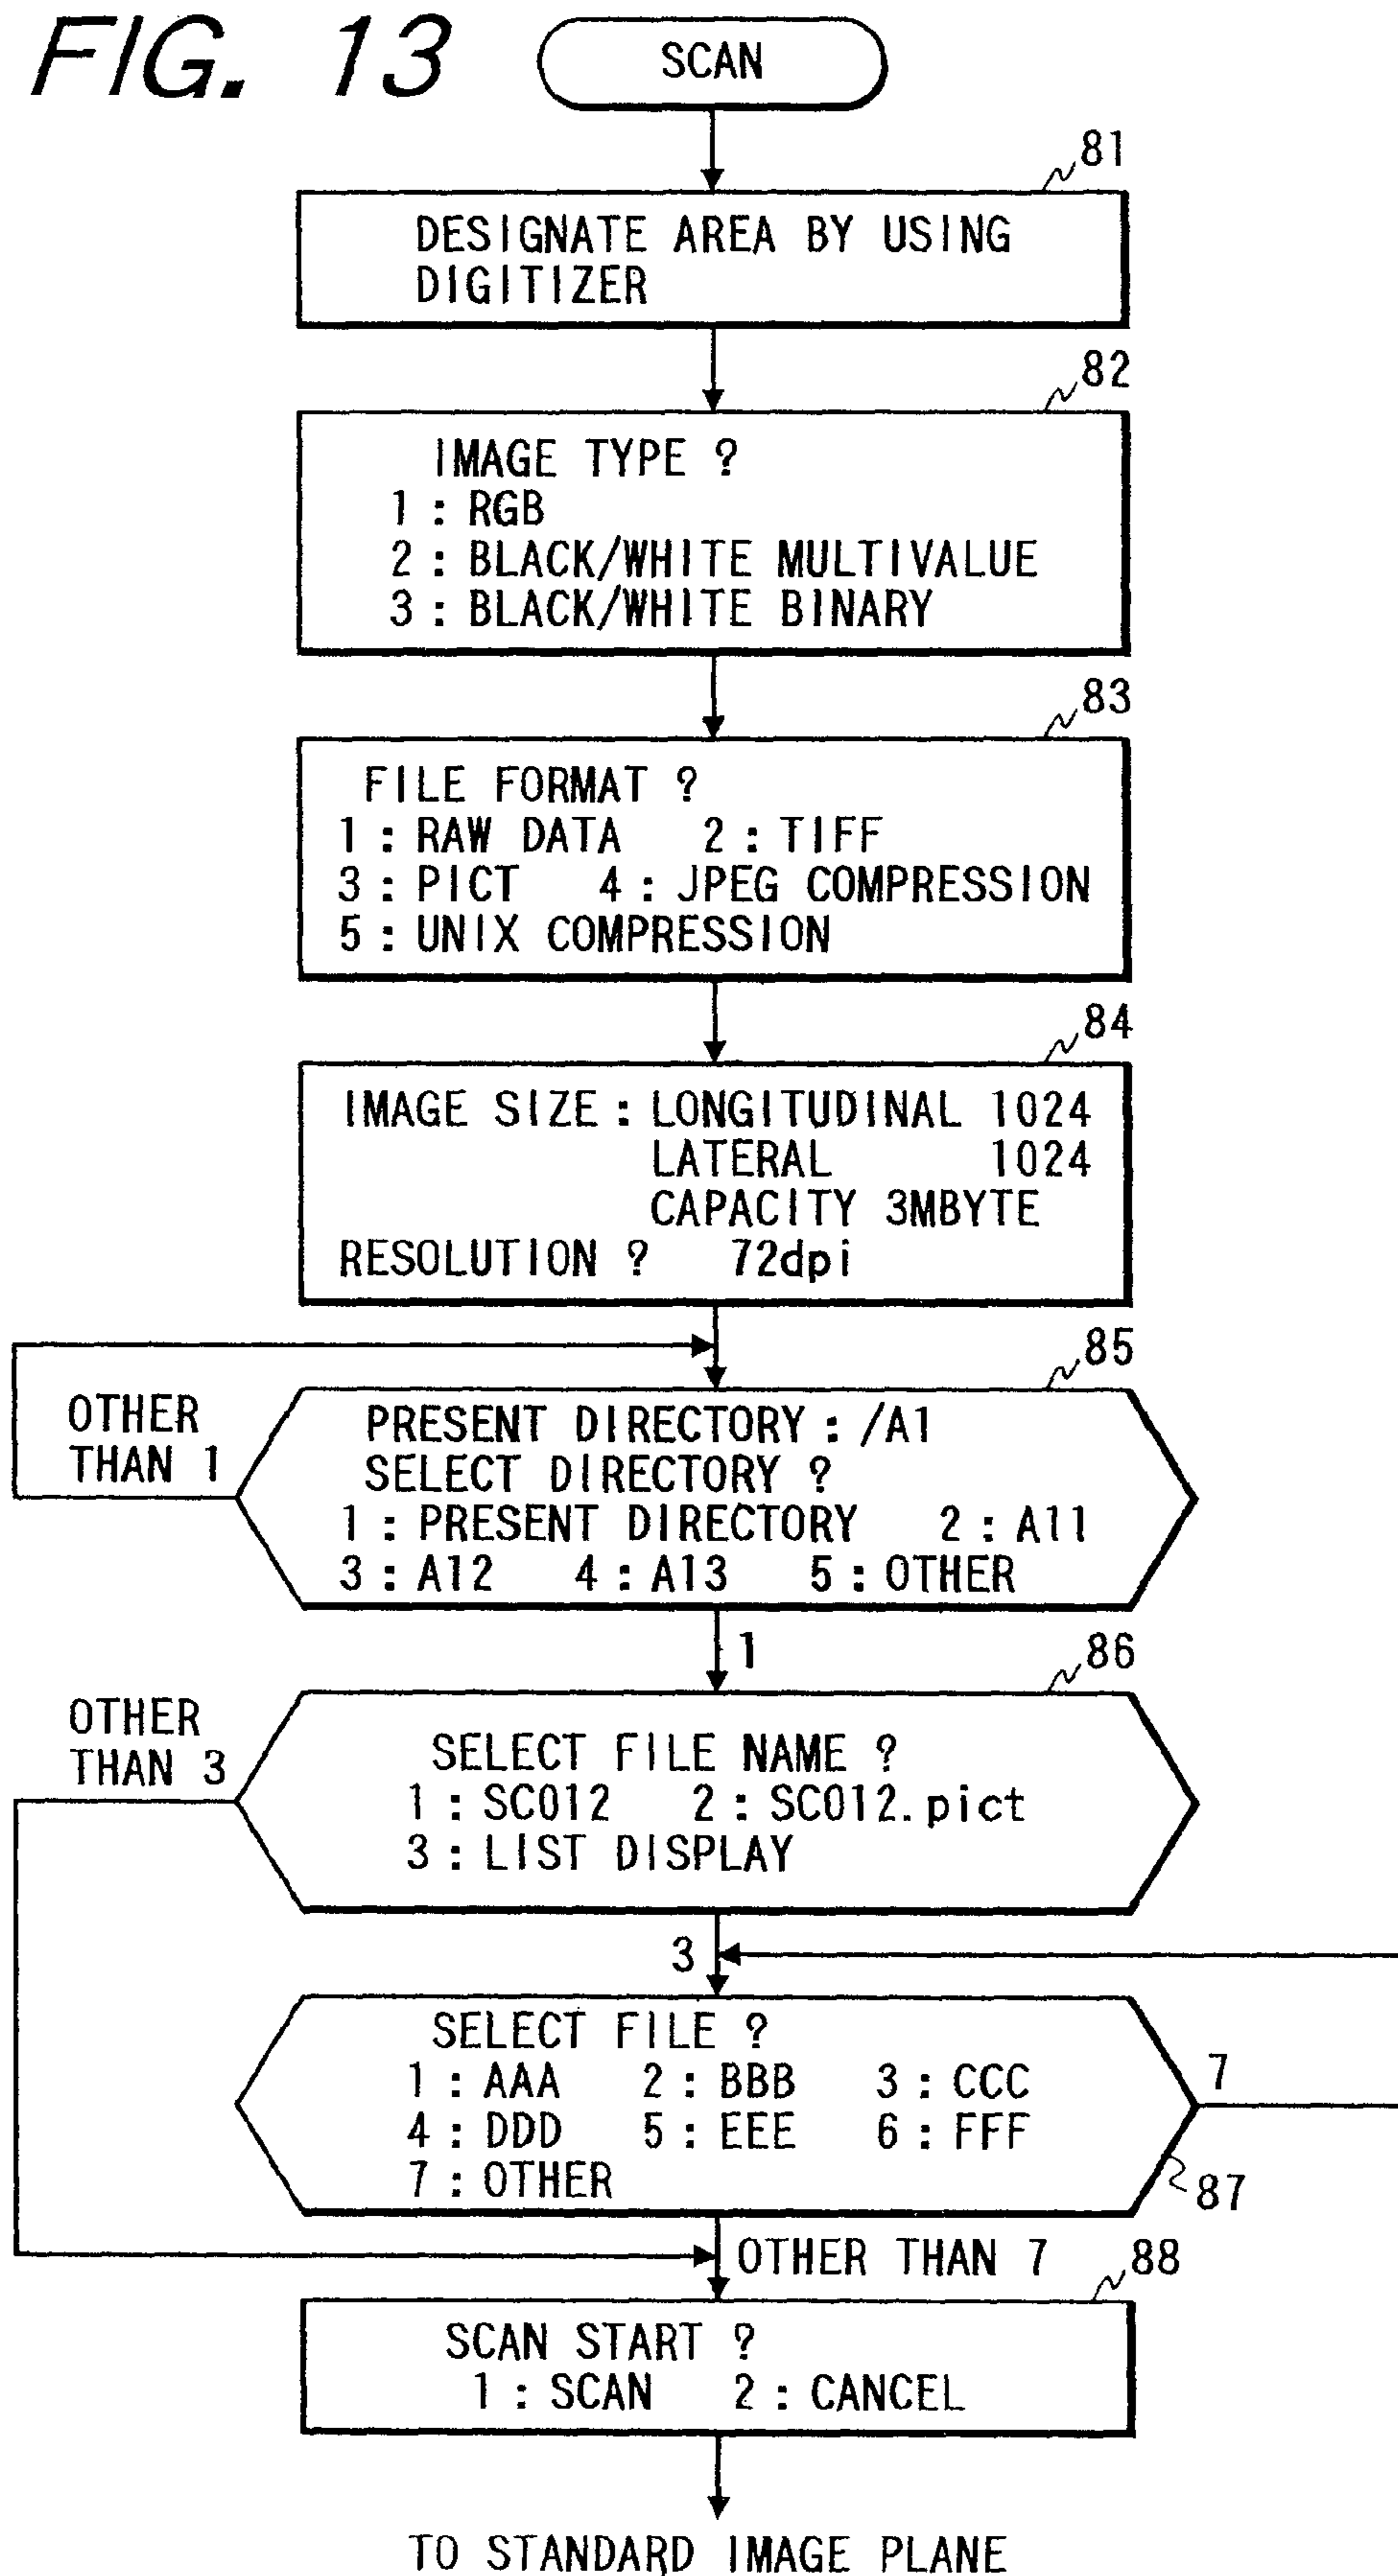 FIG. 13
SCAN
81
DESIGNATE AREA BY USING
DIGITIZER
82
IMAGE TYPE ?
1 : RGB
2 : BLACK/WHITE MULTIVALUE
3 : BLACK/WHITE BINARY
83
FILE FORMAT ?
1 : RAW DATA 2 : TIFF
3 : PICT 4 : JPEG COMPRESSION
5 : UNIX COMPRESSION
84
IMAGE SIZE : LONGITUDINAL 1024
LATERAL 1024
CAPACITY 3MBYTE
RESOLUTION ? 72dpi
85
OTHER
THAN 1
PRESENT DIRECTORY : /A1
SELECT DIRECTORY ?
1 : PRESENT DIRECTORY 2 : A11
3 : A12 4 : A13 5 : OTHER
1
86
OTHER
THAN 3
SELECT FILE NAME ?
1 : SC012 2 : SC012.pict
3 : LIST DISPLAY
3
SELECT FILE ?
1 : AAA 2 : BBB 3 : CCC
4 : DDD 5 : EEE 6 : FFF
7 : OTHER
7
87
OTHER THAN 7
88
SCAN START ?
1 : SCAN 2 : CANCEL
TO STANDARD IMAGE PLANE